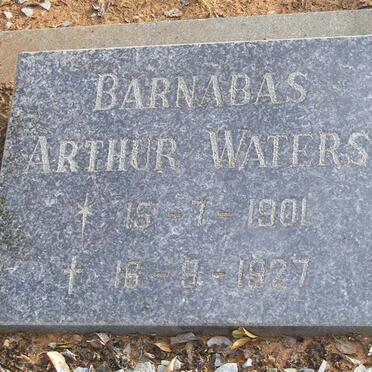 BARNABAS
ARTHUR WATERS
* 15-7-1901
† 16-9-1927